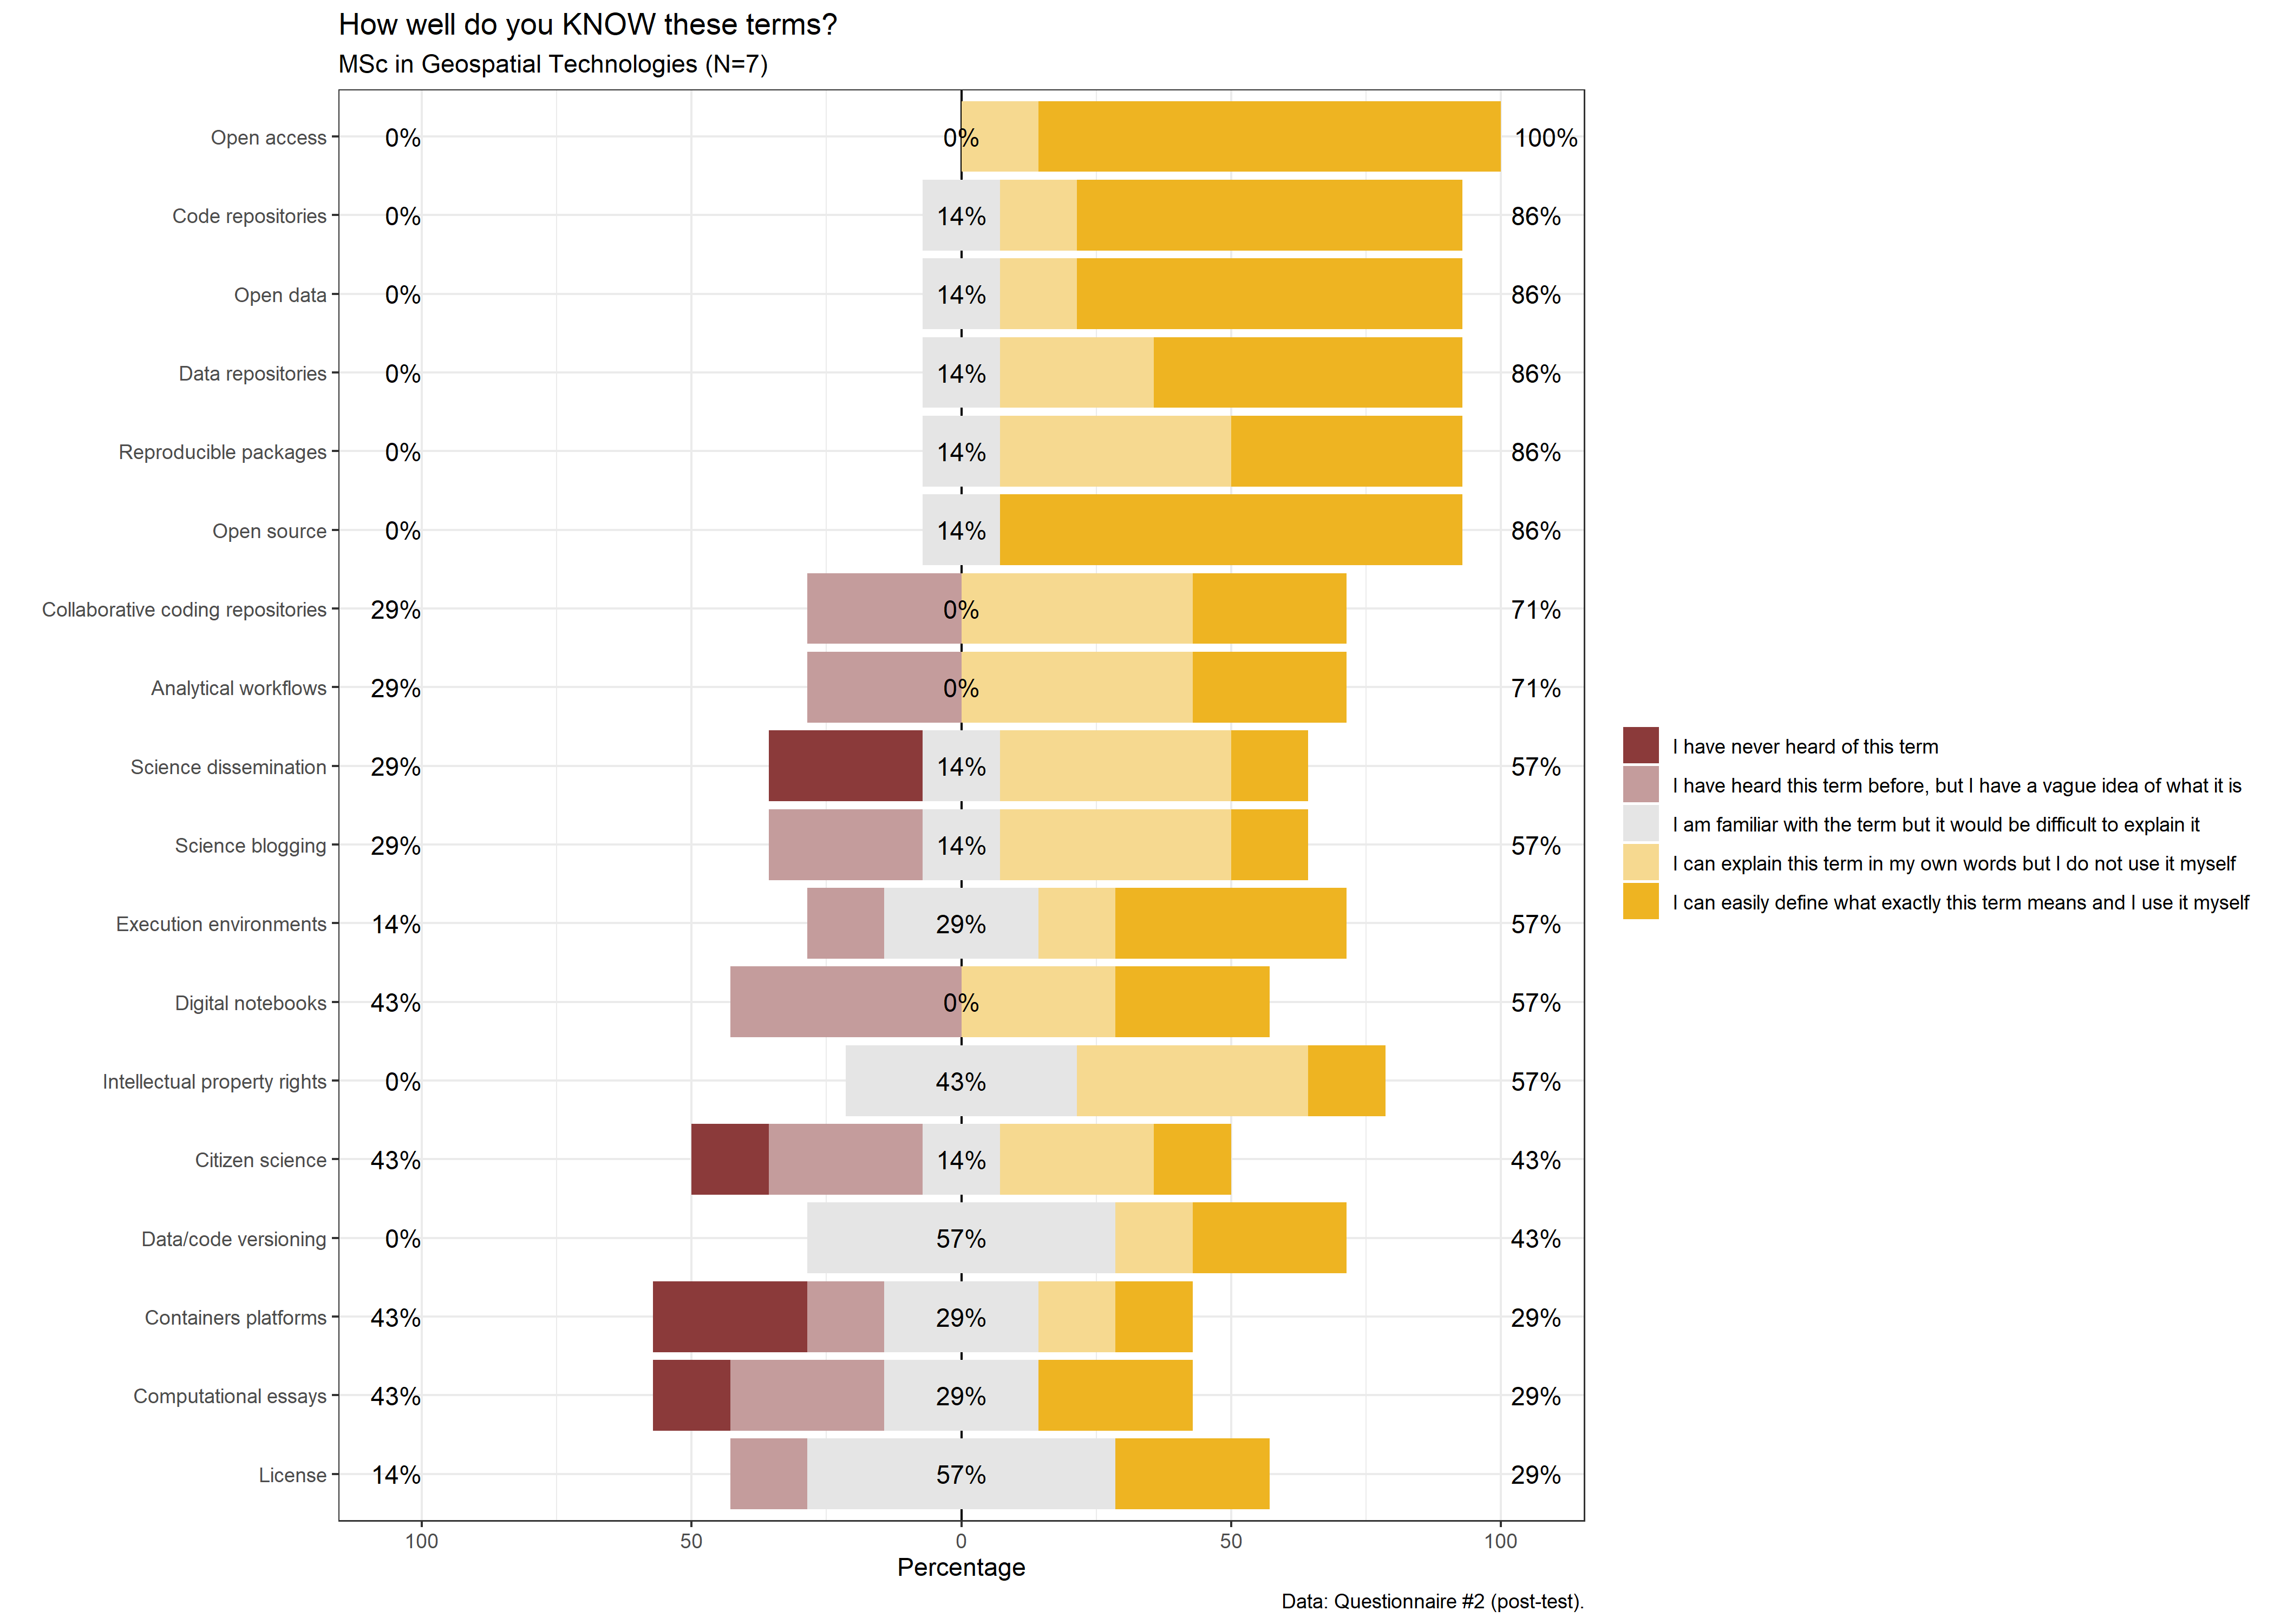 How well do you KNOW these terms?
MSc in Geospatial Technologies (N=7)
Open access 0% 0% 100%
Code repositories 0% 14% 86%
Open data 0% 14% 86%
Data repositories 0% 14% 86%
Reproducible packages 0% 14% 86%
Open source 0% 14% 86%
Collaborative coding repositories 29% 0% 71%
Analytical workflows 29% 0% 71%
Science dissemination 29% 14% 57%
Science blogging 29% 14% 57%
Execution environments 14% 29% 57%
Digital notebooks 43% 0% 57%
Intellectual property rights 0% 43% 57%
Citizen science 43% 14% 43%
Data/code versioning 0% 57% 43%
Containers platforms 43% 29% 29%
Computational essays 43% 29% 29%
License 14% 57% 29%
100 50 0 50 100
Percentage
Data: Questionnaire #2 (post-test).
I have never heard of this term
I have heard this term before, but I have a vague idea of what it is
I am familiar with the term but it would be difficult to explain it
I can explain this term in my own words but I do not use it myself
I can easily define what exactly this term means and I use it myself